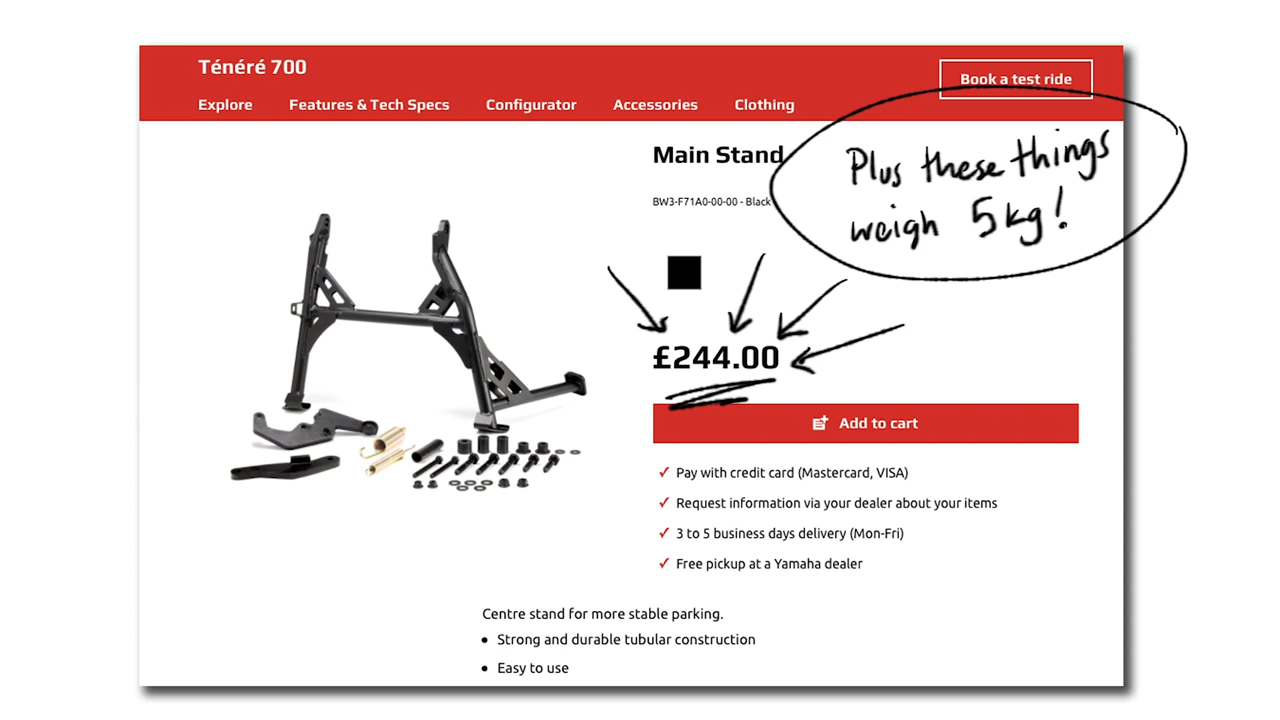 Ténéré 700
Book a test ride
Explore Features & Tech Specs Configurator Accessories Clothing
Main Stand
Plus these things
weigh 5kg!
BW3-F71A0-00-00 - Black
£244.00
Add to cart
✓ Pay with credit card (Mastercard, VISA)
✓ Request information via your dealer about your items
✓ 3 to 5 business days delivery (Mon-Fri)
✓ Free pickup at a Yamaha dealer
Centre stand for more stable parking.
• Strong and durable tubular construction
• Easy to use